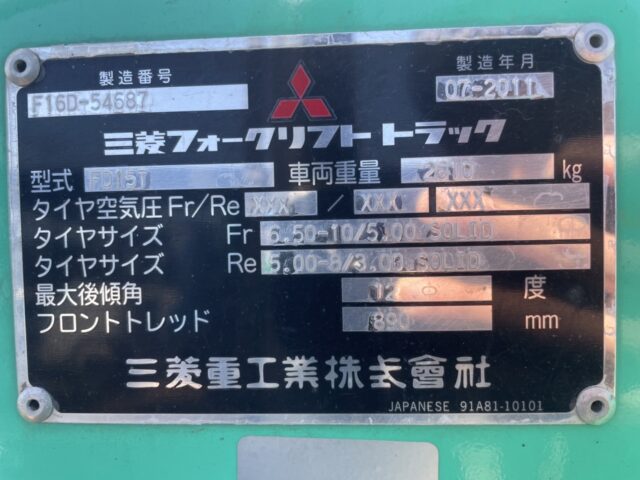 製造番号 製造年月
F16D-54687 07-2011
三菱フォークリフト トラック
型式 FD15T 車両重量 kg
タイヤ空気圧 Fr/Re XXX / XXX XXX
タイヤサイズ Fr 6.50-10/5.00 SOLID
タイヤサイズ Re 5.00-8/3.00 SOLID
最大後傾角 12 度
フロントトレッド 890 mm
三菱重工業株式會社
JAPANESE 91A81-10101